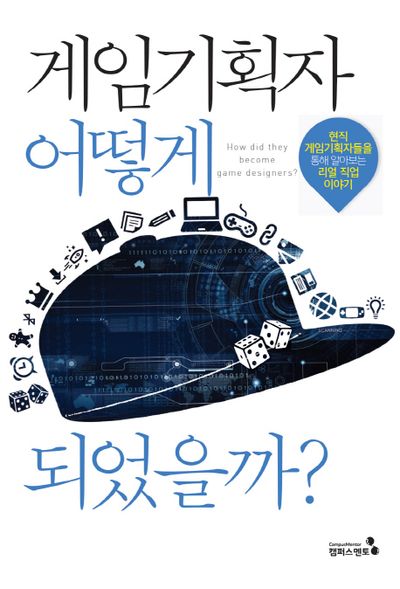 게임기획자
어떻게
How did they
become
game designers?
현직
게임기획자들을
통해 알아보는
리얼 직업
이야기
SCANNING
되었을까?
CampusMentor
캠퍼스멘토